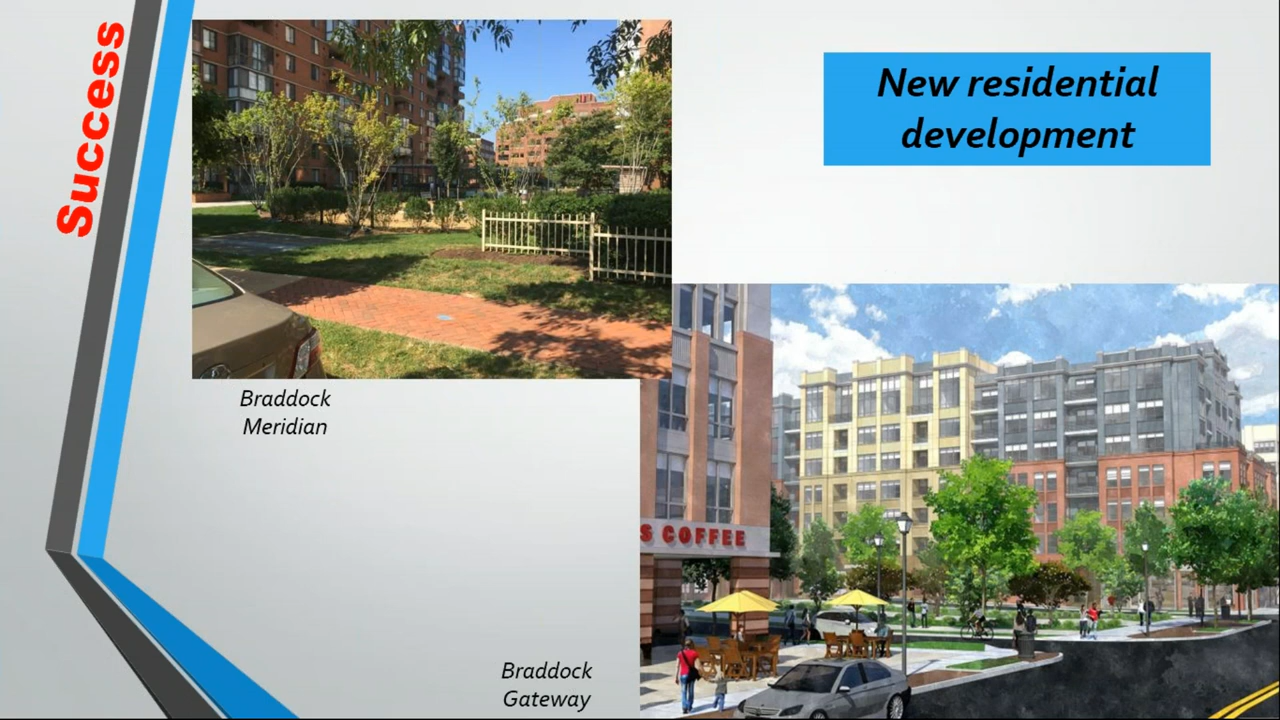 Success
New residential
development
Braddock
Meridian
S COFFEE
Braddock
Gateway